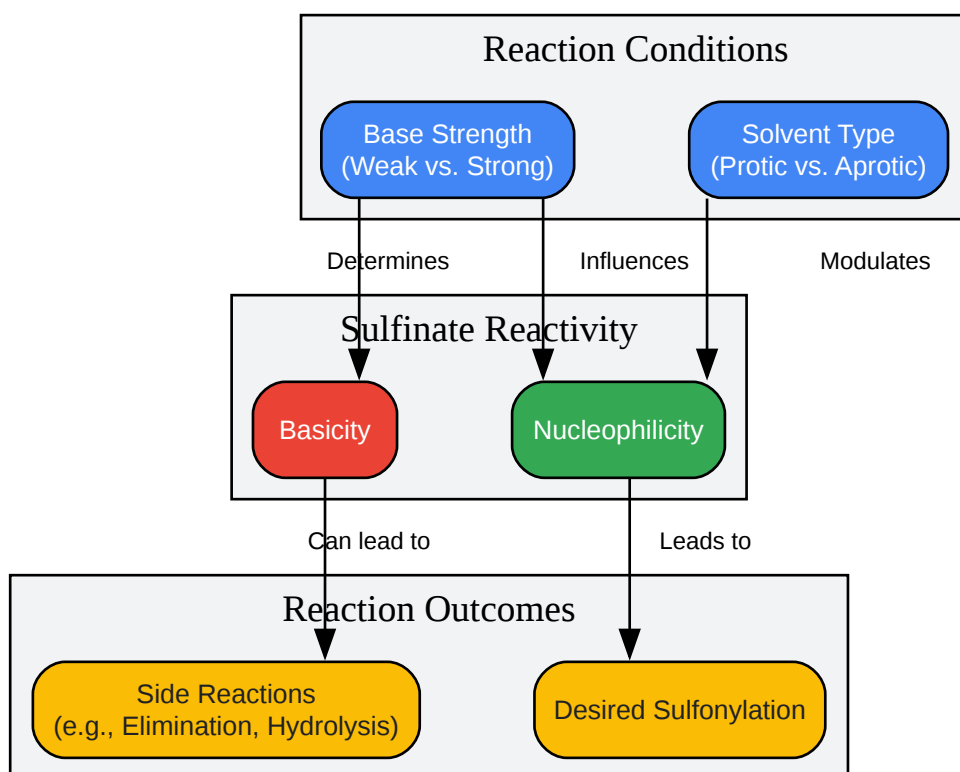 Reaction Conditions
Base Strength
(Weak vs. Strong)
Solvent Type
(Protic vs. Aprotic)
Determines
Influences
Modulates
Sulfinate Reactivity
Basicity
Nucleophilicity
Can lead to
Leads to
Reaction Outcomes
Side Reactions
(e.g., Elimination, Hydrolysis)
Desired Sulfonylation